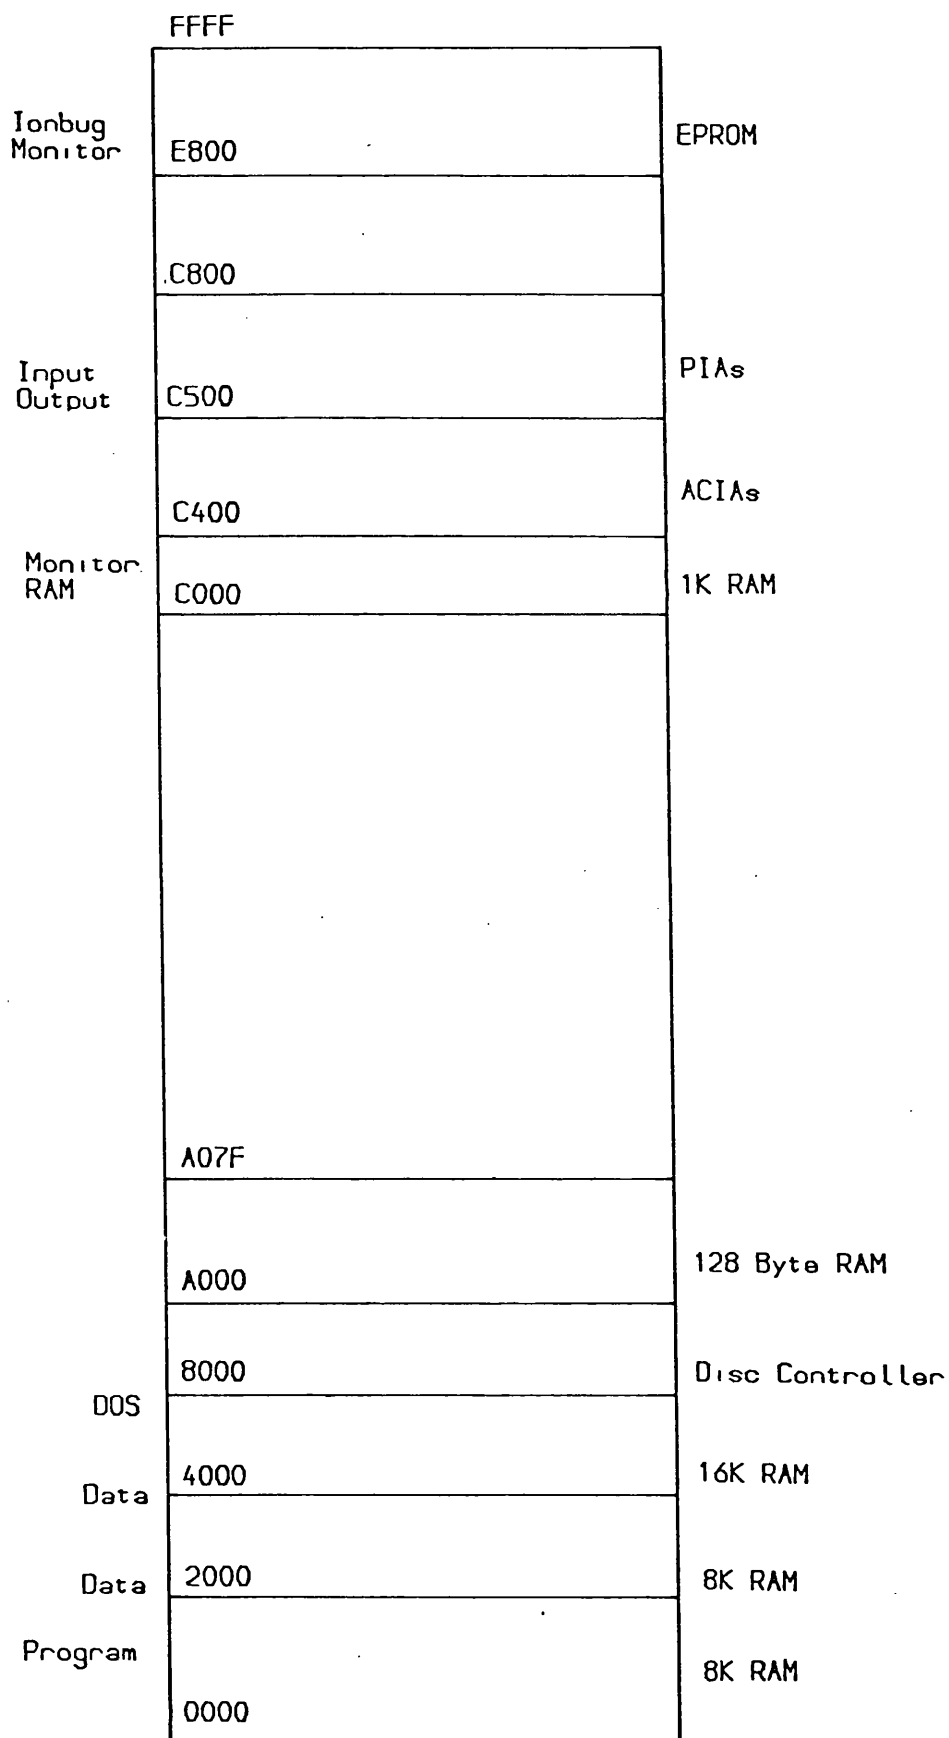 FFFF
Ionbug
Monitor
E800
EPROM
C800
Input
Output
C500
PIAs
C400
ACIAs
Monitor
RAM
C000
1K RAM
A07F
A000
128 Byte RAM
8000
Disc Controller
DOS
4000
16K RAM
Data
2000
8K RAM
Data
Program
8K RAM
0000